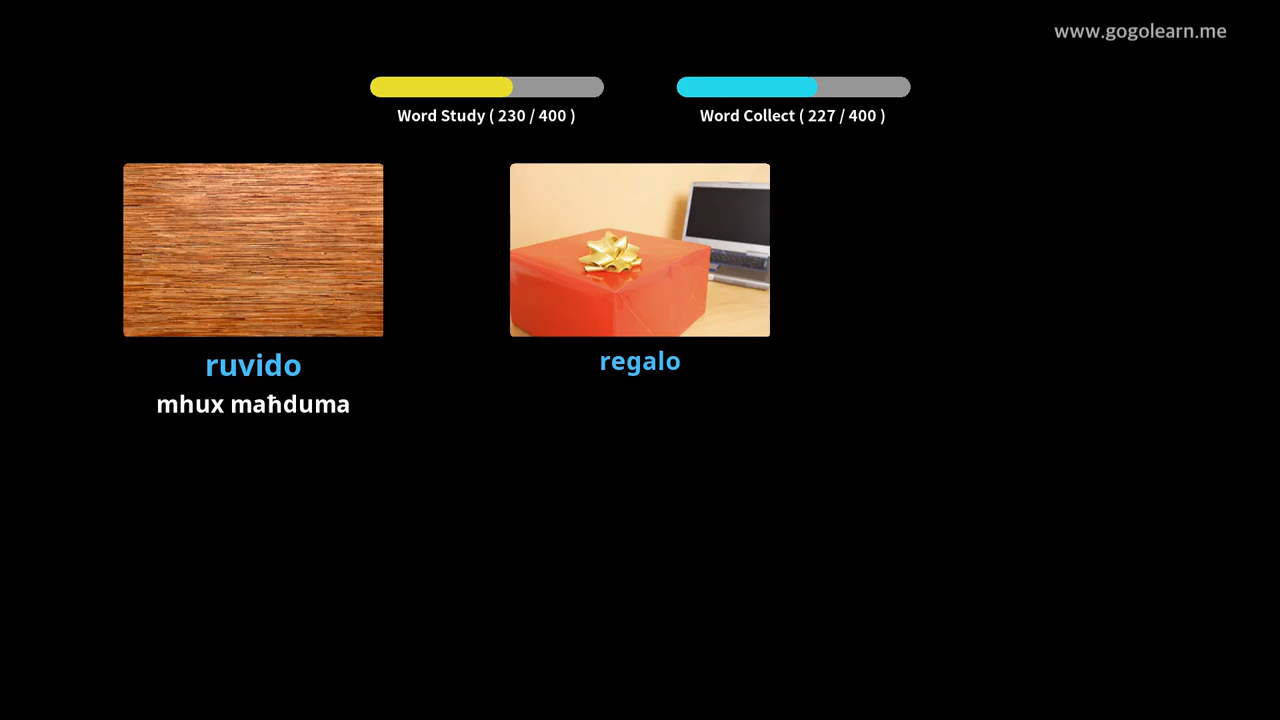 www.gogolearn.me
Word Study ( 230 / 400 )
Word Collect ( 227 / 400 )
ruvido
mhux maħduma
regalo